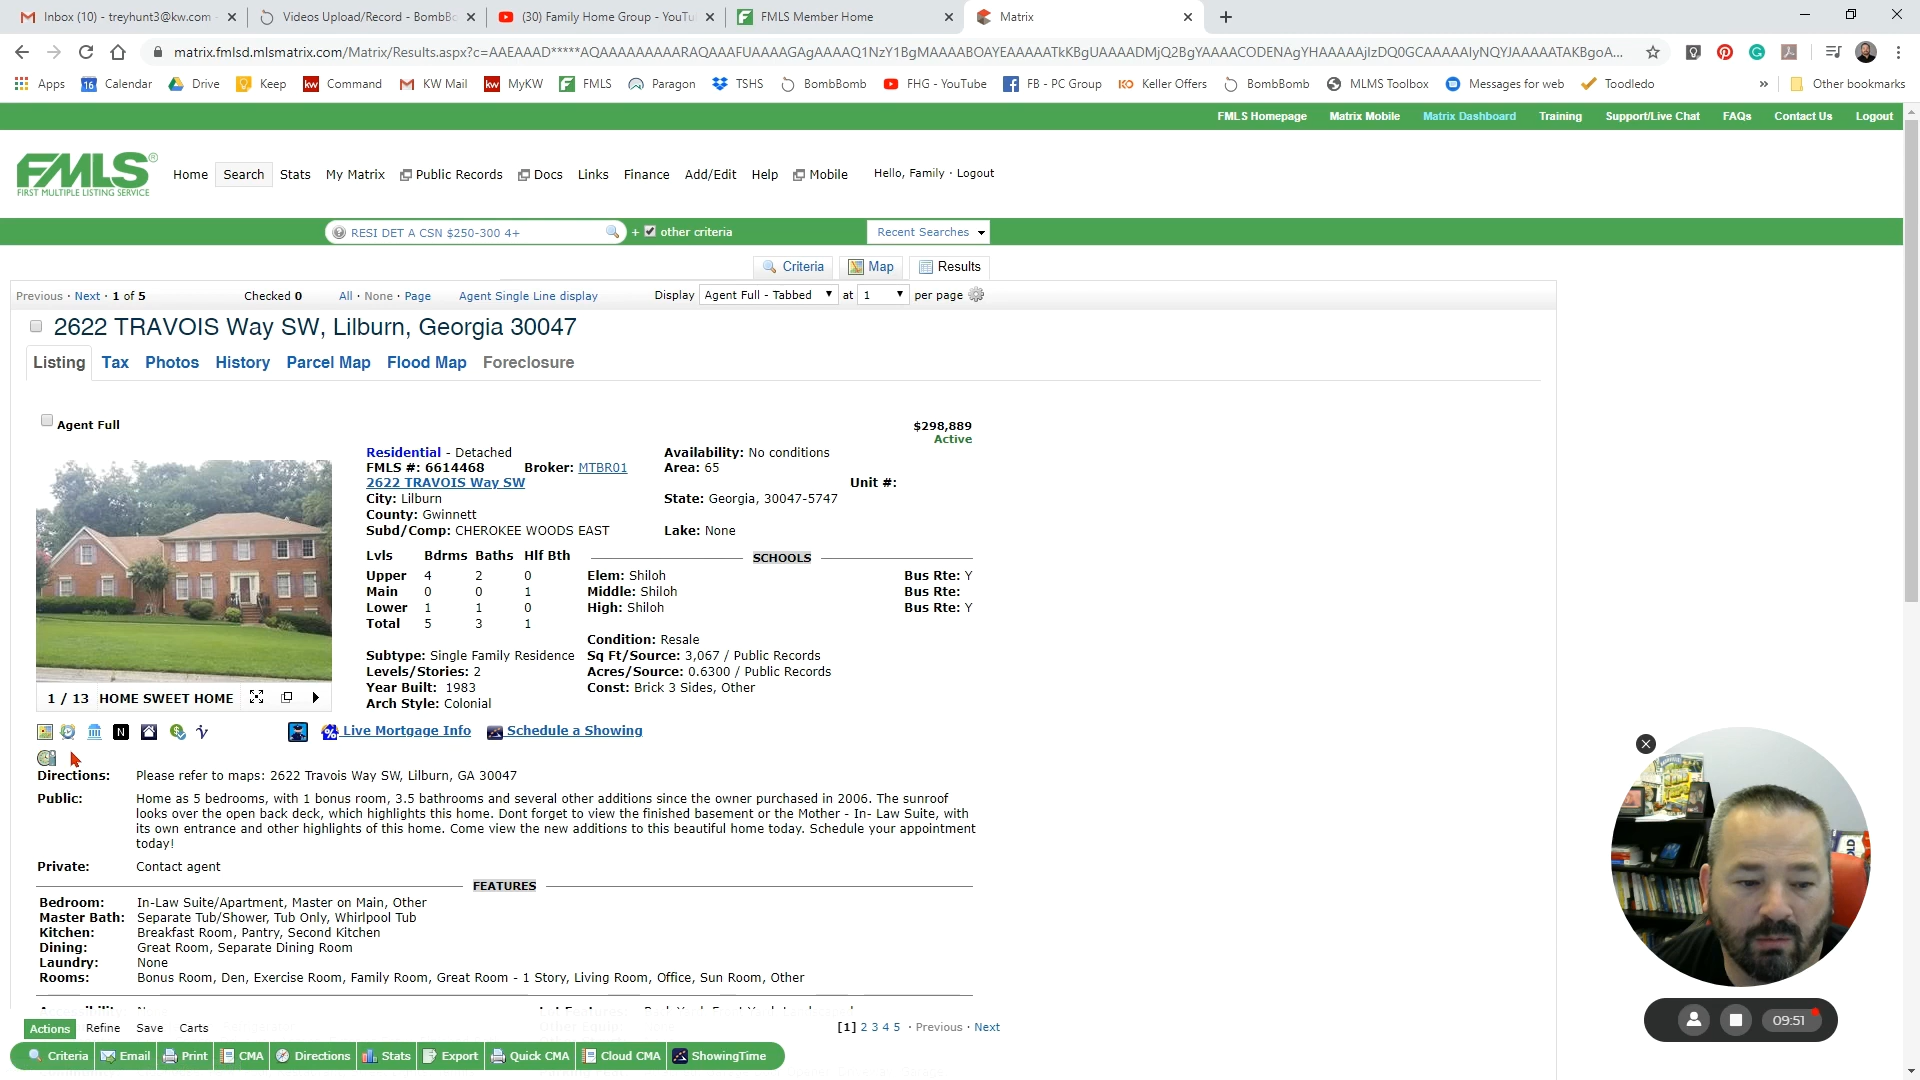 Inbox (10) - treyhunt3@kw.com
Videos Upload/Record - BombBo
(30) Family Home Group - YouTu
FMLS Member Home
Matrix
matrix.fmlsd.mlsmatrix.com/Matrix/Results.aspx?c=AAEAAAD*****AQAAAAAAAAAARAQAAAFUAAAAGAgAAAAQ1NzY1BgMAAAABOAYEAAAAATkKBgUAAAADMjQ2BgYAAAACODENAgYHAAAAAjIzDQ0GCAAAAAIyNQYJAAAAATAKBgoA...
Apps Calendar Drive Keep Command KW Mail MyKW FMLS Paragon TSHS BombBomb FHG - YouTube FB - PC Group Keller Offers BombBomb MLMS Toolbox Messages for web Toodledo » Other bookmarks
FMLS Homepage Matrix Mobile Matrix Dashboard Training Support/Live Chat FAQs Contact Us Logout
FMLS®
FIRST MULTIPLE LISTING SERVICE
Home Search Stats My Matrix Public Records Docs Links Finance Add/Edit Help Mobile Hello, Family · Logout
RESI DET A CSN $250-300 4+ + other criteria Recent Searches
Criteria Map Results
Previous · Next · 1 of 5 Checked 0 All · None · Page Agent Single Line display Display Agent Full - Tabbed at 1 per page
2622 TRAVOIS Way SW, Lilburn, Georgia 30047
Listing Tax Photos History Parcel Map Flood Map Foreclosure
Agent Full $298,889
Active
Residential - Detached Availability: No conditions
FMLS #: 6614468 Broker: MTBR01 Area: 65
2622 TRAVOIS Way SW Unit #:
City: Lilburn State: Georgia, 30047-5747
County: Gwinnett
Subd/Comp: CHEROKEE WOODS EAST Lake: None
Lvls Bdrms Baths Hlf Bth SCHOOLS
Upper 4 2 0 Elem: Shiloh Bus Rte: Y
Main 0 0 1 Middle: Shiloh Bus Rte:
Lower 1 1 0 High: Shiloh Bus Rte: Y
Total 5 3 1
Condition: Resale
Subtype: Single Family Residence Sq Ft/Source: 3,067 / Public Records
Levels/Stories: 2 Acres/Source: 0.6300 / Public Records
Year Built: 1983 Const: Brick 3 Sides, Other
Arch Style: Colonial
1 / 13 HOME SWEET HOME
Live Mortgage Info Schedule a Showing
Directions: Please refer to maps: 2622 Travois Way SW, Lilburn, GA 30047
Public: Home as 5 bedrooms, with 1 bonus room, 3.5 bathrooms and several other additions since the owner purchased in 2006. The sunroof
looks over the open back deck, which highlights this home. Dont forget to view the finished basement or the Mother - In- Law Suite, with
its own entrance and other highlights of this home. Come view the new additions to this beautiful home today. Schedule your appointment
today!
Private: Contact agent
FEATURES
Bedroom: In-Law Suite/Apartment, Master on Main, Other
Master Bath: Separate Tub/Shower, Tub Only, Whirlpool Tub
Kitchen: Breakfast Room, Pantry, Second Kitchen
Dining: Great Room, Separate Dining Room
Laundry: None
Rooms: Bonus Room, Den, Exercise Room, Family Room, Great Room - 1 Story, Living Room, Office, Sun Room, Other
Actions Refine Save Carts [1] 2 3 4 5 · Previous · Next
Criteria Email Print CMA Directions Stats Export Quick CMA Cloud CMA ShowingTime
09:51